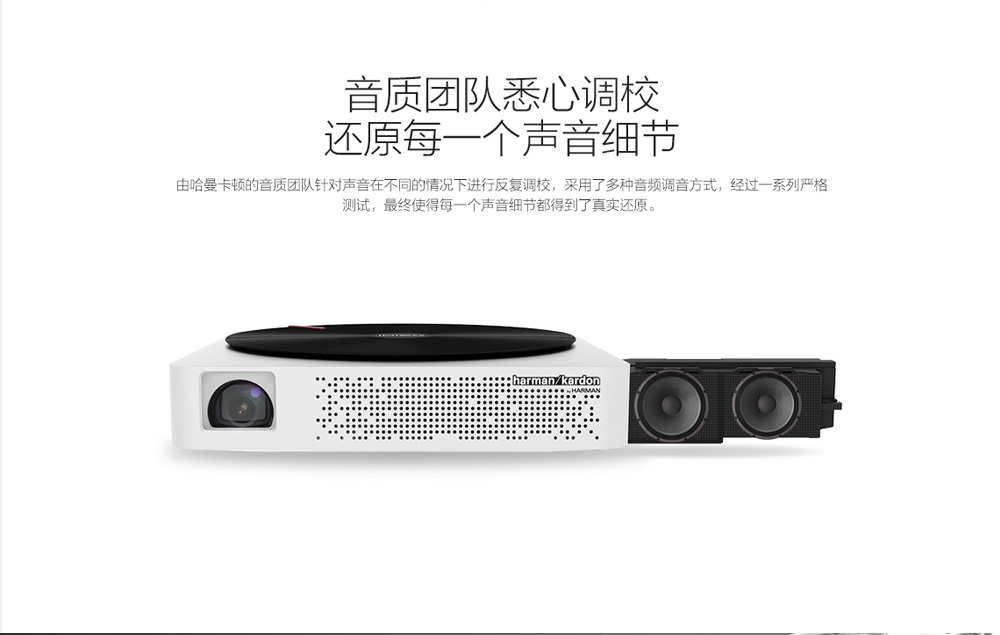 音质团队悉心调校
还原每一个声音细节
由哈曼卡顿的音质团队针对声音在不同的情况下进行反复调校，采用了多种音频调音方式，经过一系列严格
测试，最终使得每一个声音细节都得到了真实还原。
harman/kardon
by HARMAN